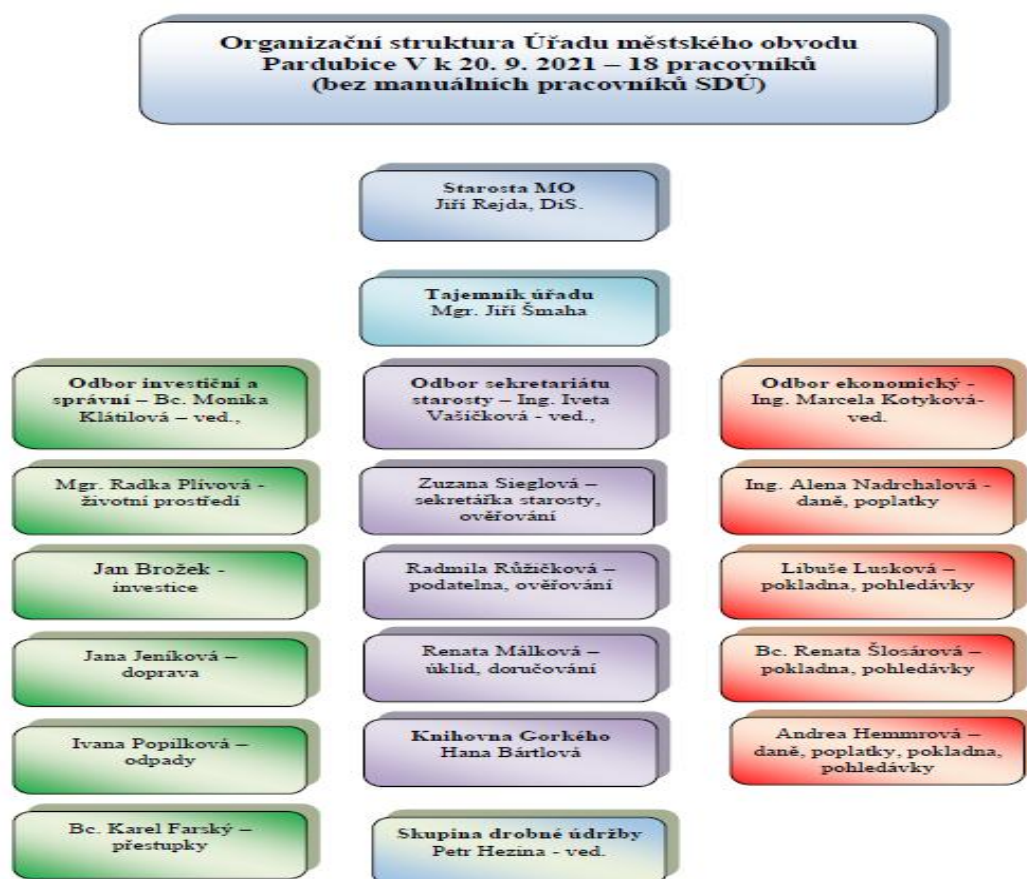 Organizační struktura Úřadu městského obvodu
Pardubice V k 20. 9. 2021 – 18 pracovníků
(bez manuálních pracovníků SDÚ)
Starosta MO
Jiří Rejda, DiS.
Tajemník úřadu
Mgr. Jiří Šmaha
Odbor investiční a
správní – Bc. Monika
Klátilová – ved.,
Mgr. Radka Plívová -
životní prostředí
Jan Brožek -
investice
Jana Jeníková –
doprava
Ivana Popilková –
odpady
Bc. Karel Farský –
přestupky
Odbor sekretariátu
starosty – Ing. Iveta
Vašíčková - ved.,
Zuzana Sieglová –
sekretářka starosty,
ověřování
Radmila Růžičková –
podatelna, ověřování
Renata Málková –
úklid, doručování
Knihovna Gorkého
Hana Bártlová
Skupina drobné údržby
Petr Hezina - ved.
Odbor ekonomický -
Ing. Marcela Kotyková-
ved.
Ing. Alena Nadrchalová -
daně, poplatky
Libuše Lusková –
pokladna, pohledávky
Bc. Renata Šlosárová –
pokladna, pohledávky
Andrea Hemmrová –
daně, poplatky, pokladna,
pohledávky